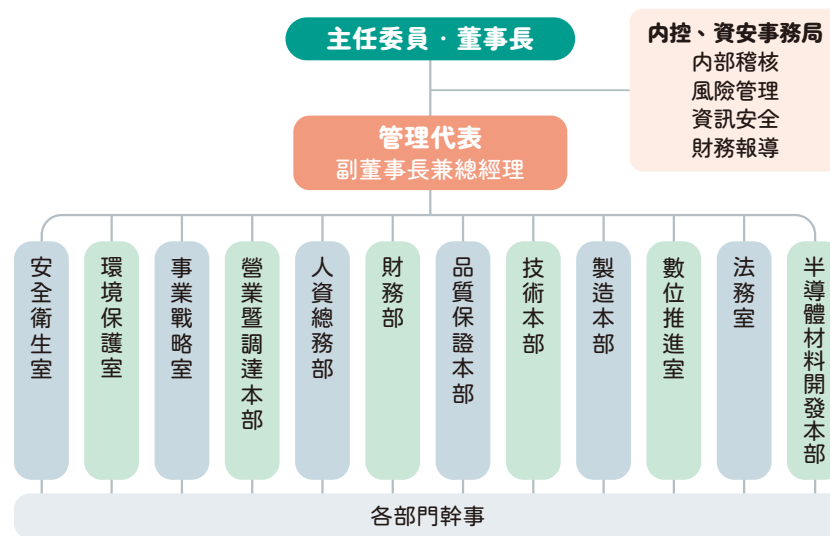 主任委員·董事長
內控、資安事務局
內部稽核
風險管理
資訊安全
財務報導
管理代表
副董事長兼總經理
安全衛生室
環境保護室
事業戰略室
營業暨調達本部
人資總務部
財務部
品質保證本部
技術本部
製造本部
數位推進室
法務室
半導體材料開發本部
各部門幹事